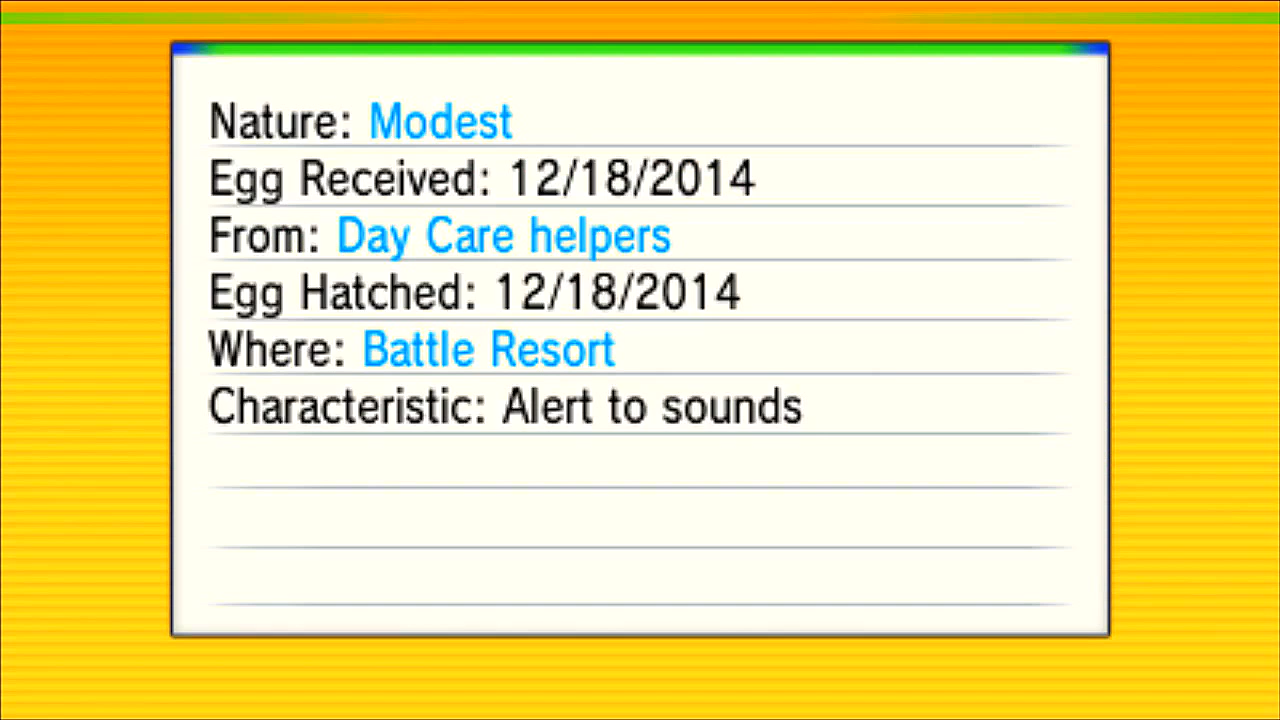 Nature: Modest
Egg Received: 12/18/2014
From: Day Care helpers
Egg Hatched: 12/18/2014
Where: Battle Resort
Characteristic: Alert to sounds